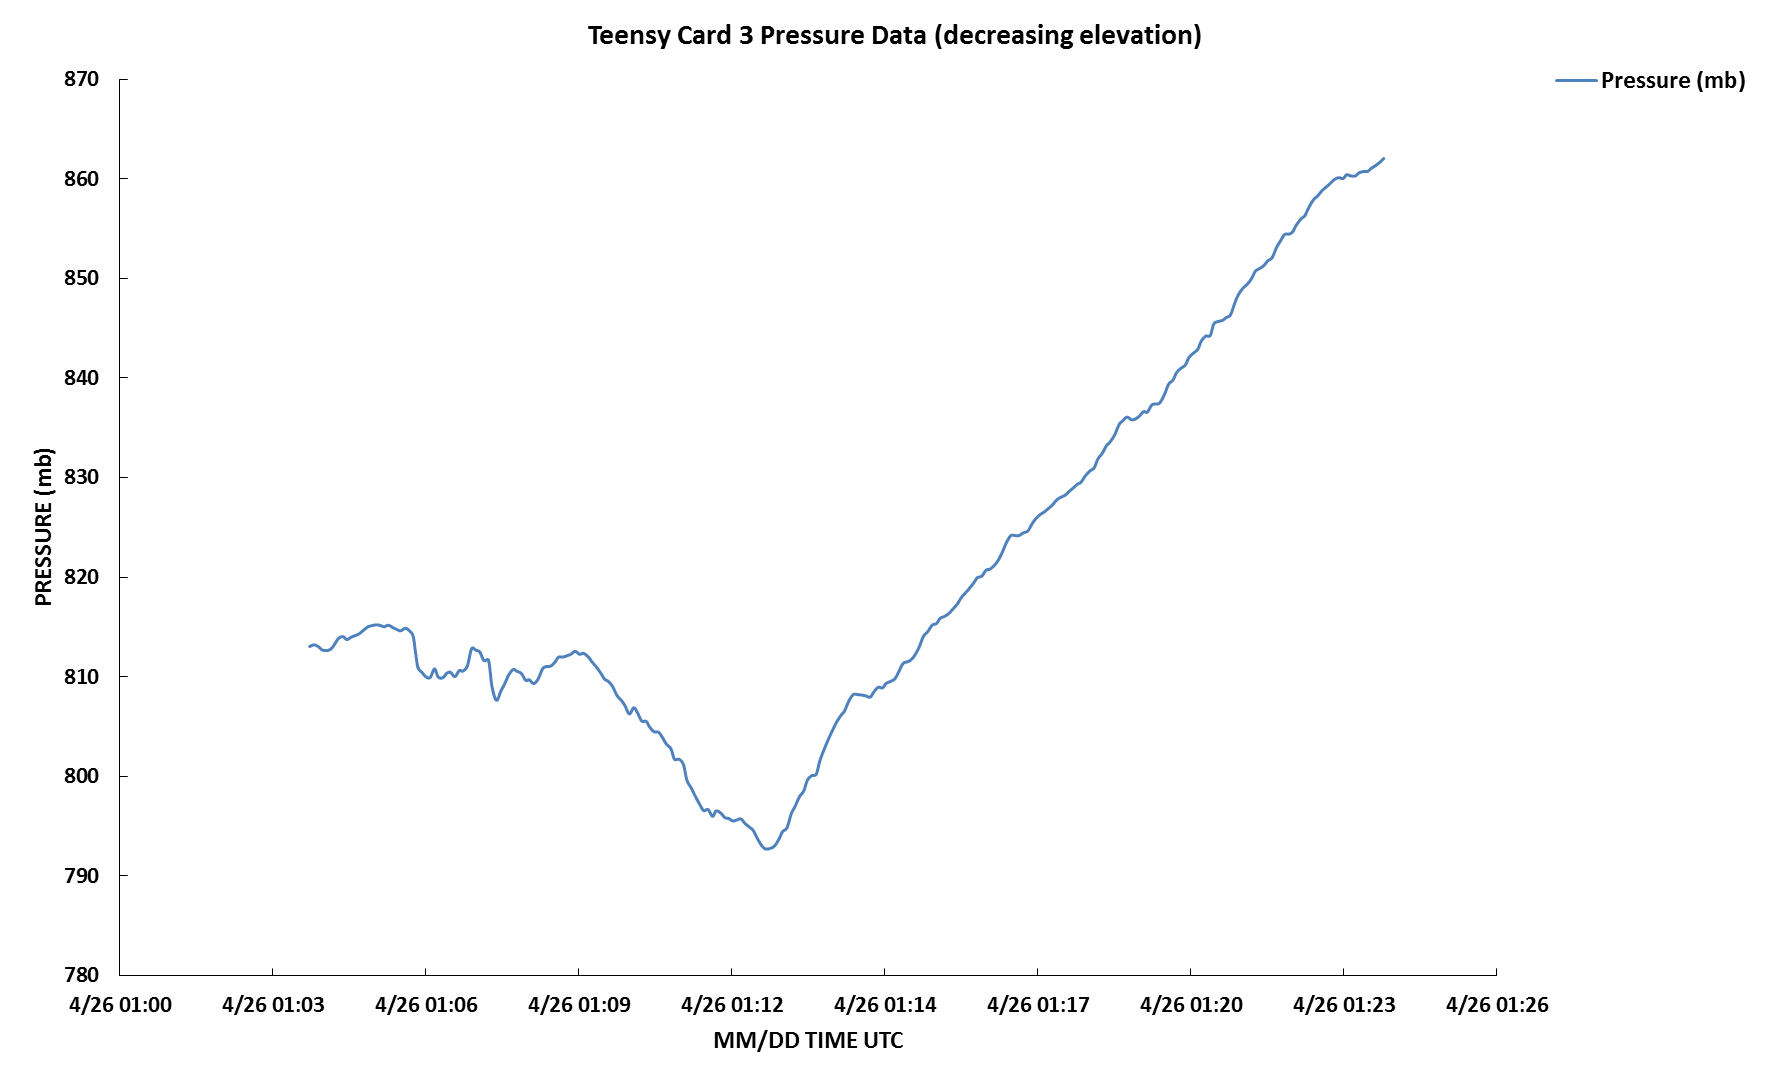 Teensy Card 3 Pressure Data (decreasing elevation)
Pressure (mb)
PRESSURE (mb)
870
860
850
840
830
820
810
800
790
780
4/26 01:00 4/26 01:03 4/26 01:06 4/26 01:09 4/26 01:12 4/26 01:14 4/26 01:17 4/26 01:20 4/26 01:23 4/26 01:26
MM/DD TIME UTC